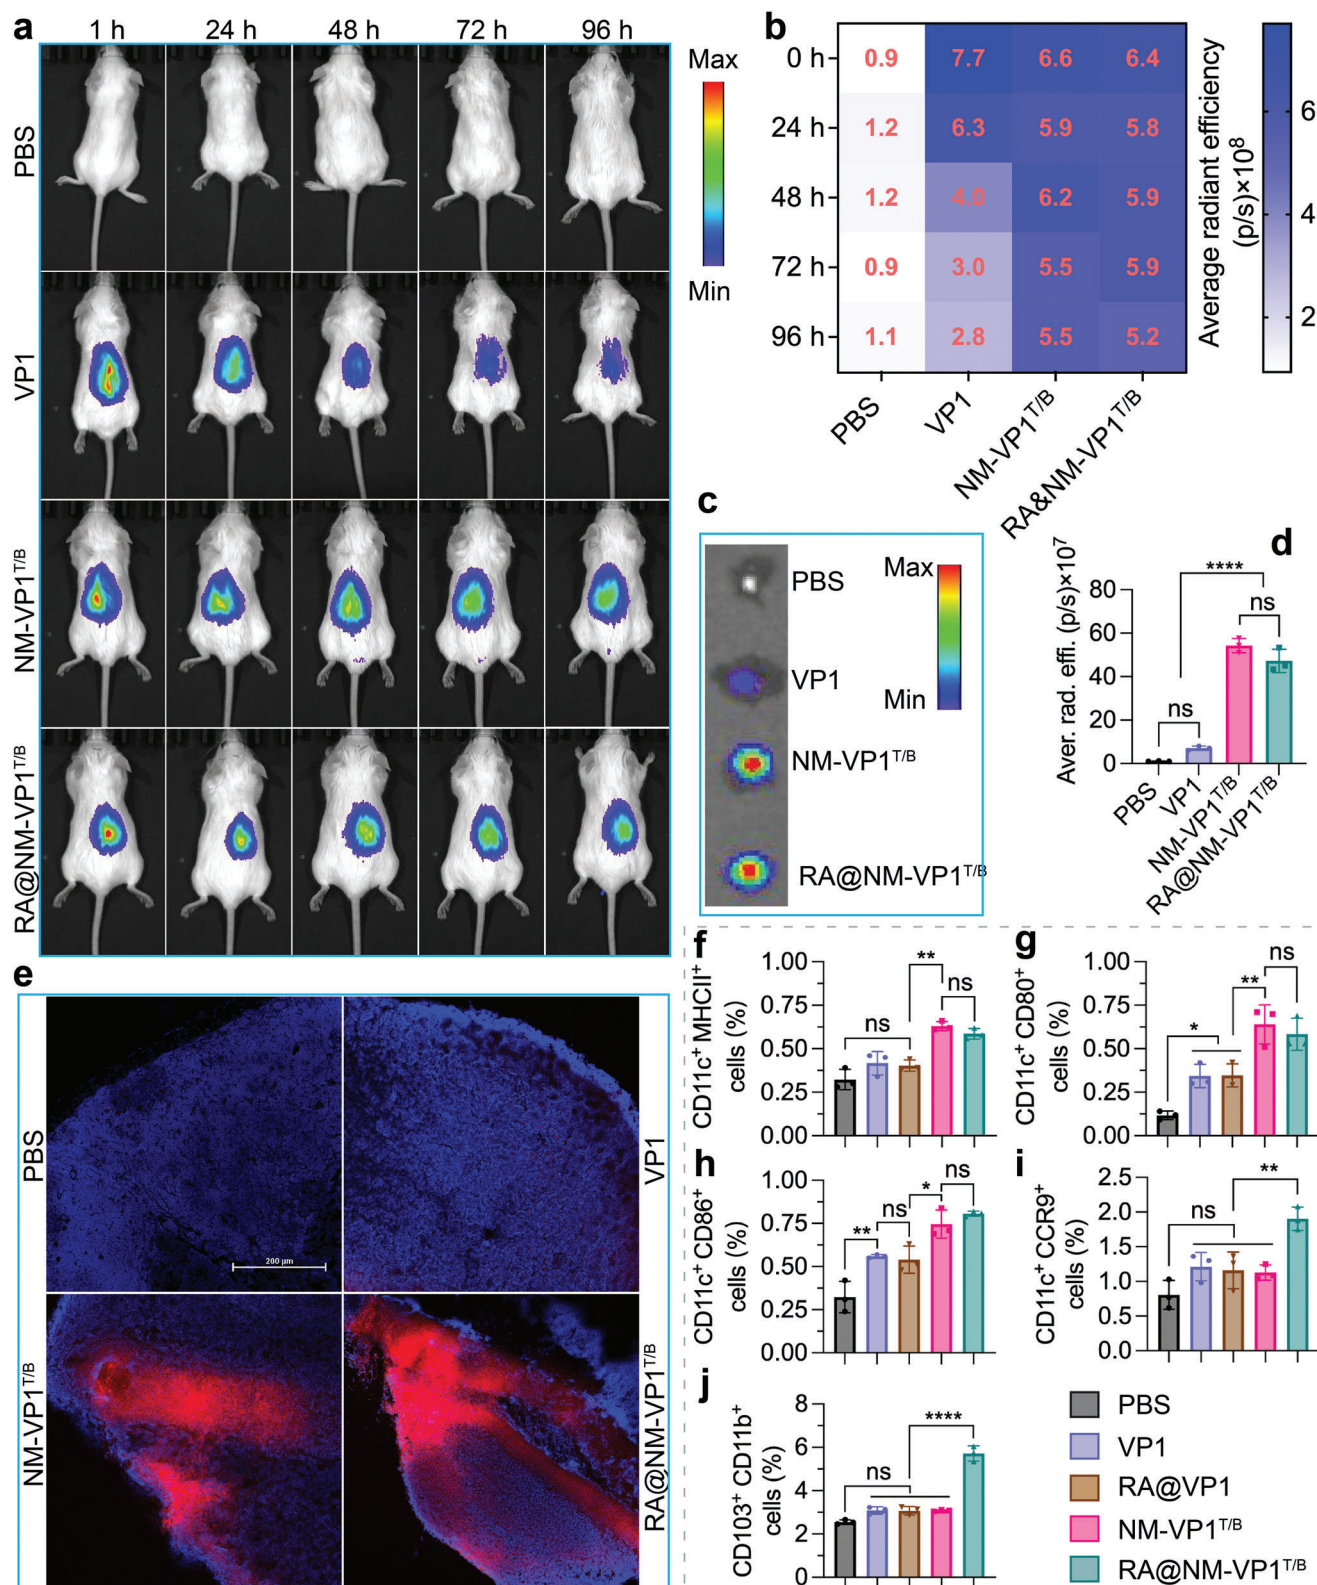 a
1 h 24 h 48 h 72 h 96 h
PBS
VP1
NM-VP1T/B
RA@NM-VP1T/B
Max
Min
b
0 h 0.9 7.7 6.6 6.4
24 h 1.2 6.3 5.9 5.8
48 h 1.2 4.0 6.2 5.9
72 h 0.9 3.0 5.5 5.9
96 h 1.1 2.8 5.5 5.2
PBS VP1 NM-VP1T/B RA&NM-VP1T/B
Average radiant efficiency
(p/s)×10⁸
6
4
2
c
PBS
VP1
NM-VP1T/B
RA@NM-VP1T/B
Max
Min
d
Aver. rad. effi. (p/s)×10⁷
80
60
40
20
0
****
ns
ns
PBS VP1 NM-VP1T/B RA@NM-VP1T/B
e
PBS
VP1
200 μm
NM-VP1T/B
RA@NM-VP1T/B
f
CD11c⁺ MHCII⁺
cells (%)
1.00
0.75
0.50
0.25
0.00
**
ns
ns
g
CD11c⁺ CD80⁺
cells (%)
1.00
0.75
0.50
0.25
0.00
ns
**
*
h
CD11c⁺ CD86⁺
cells (%)
1.00
0.75
0.50
0.25
0.00
ns
*
ns
**
i
CD11c⁺ CCR9⁺
cells (%)
2.5
2.0
1.5
1.0
0.5
0.0
**
ns
j
CD103⁺ CD11b⁺
cells (%)
8
6
4
2
0
****
ns
PBS
VP1
RA@VP1
NM-VP1T/B
RA@NM-VP1T/B